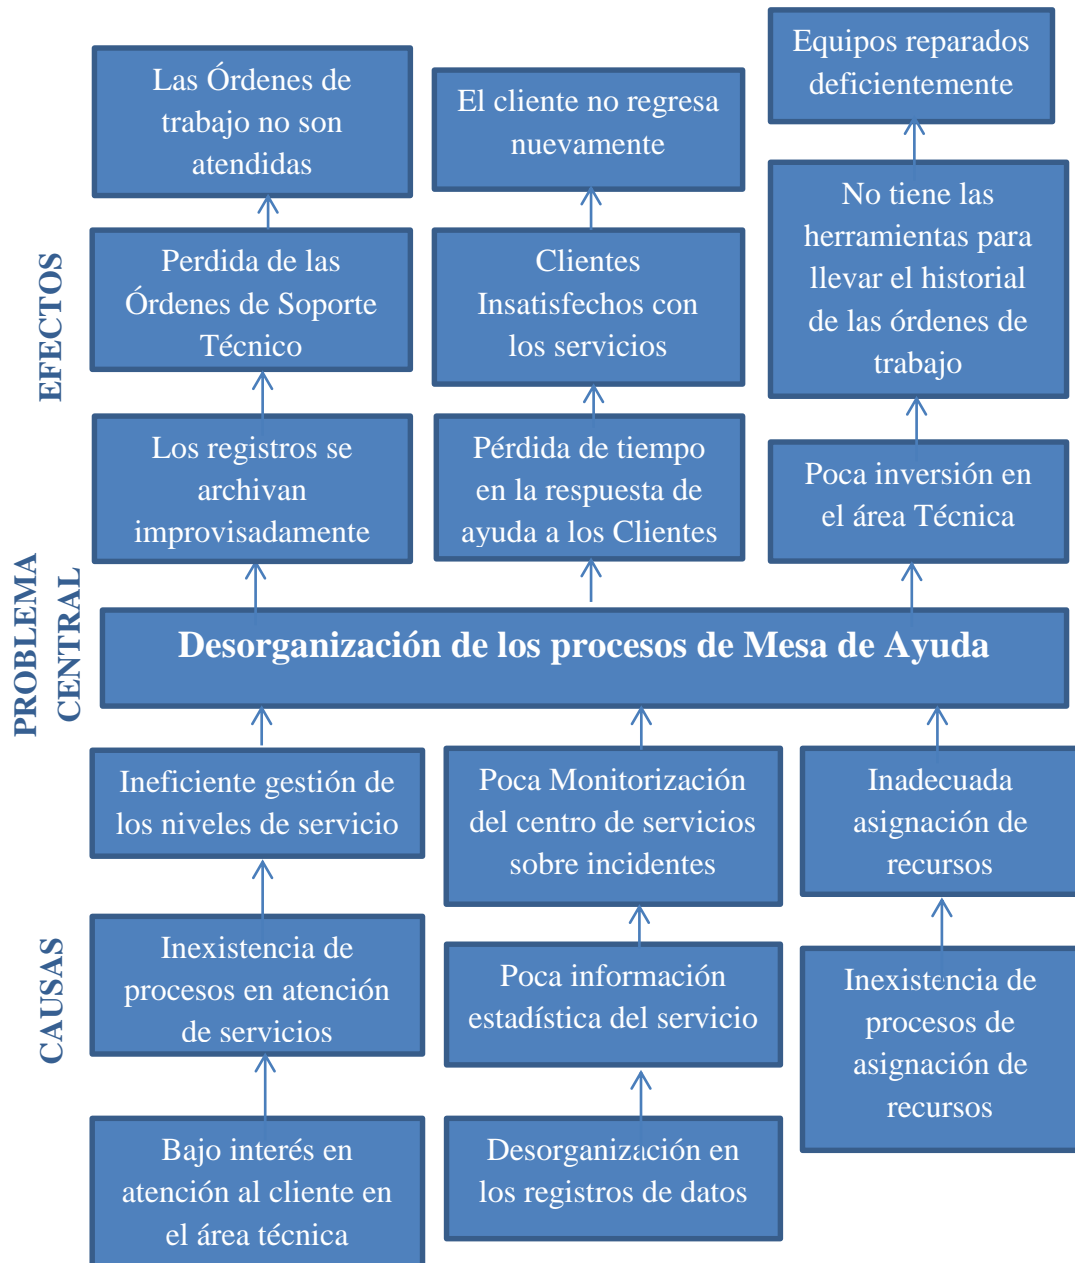 Las Órdenes de
trabajo no son
atendidas
El cliente no regresa
nuevamente
Equipos reparados
deficientemente
EFECTOS
Perdida de las
Órdenes de Soporte
Técnico
Clientes
Insatisfechos con
los servicios
No tiene las
herramientas para
llevar el historial
de las órdenes de
trabajo
Los registros se
archivan
improvisadamente
Pérdida de tiempo
en la respuesta de
ayuda a los Clientes
Poca inversión en
el área Técnica
PROBLEMA
CENTRAL
Desorganización de los procesos de Mesa de Ayuda
CAUSAS
Ineficiente gestión de
los niveles de servicio
Poca Monitorización
del centro de servicios
sobre incidentes
Inadecuada
asignación de
recursos
Inexistencia de
procesos en atención
de servicios
Poca información
estadística del servicio
Inexistencia de
procesos de
asignación de
recursos
Bajo interés en
atención al cliente en
el área técnica
Desorganización en
los registros de datos